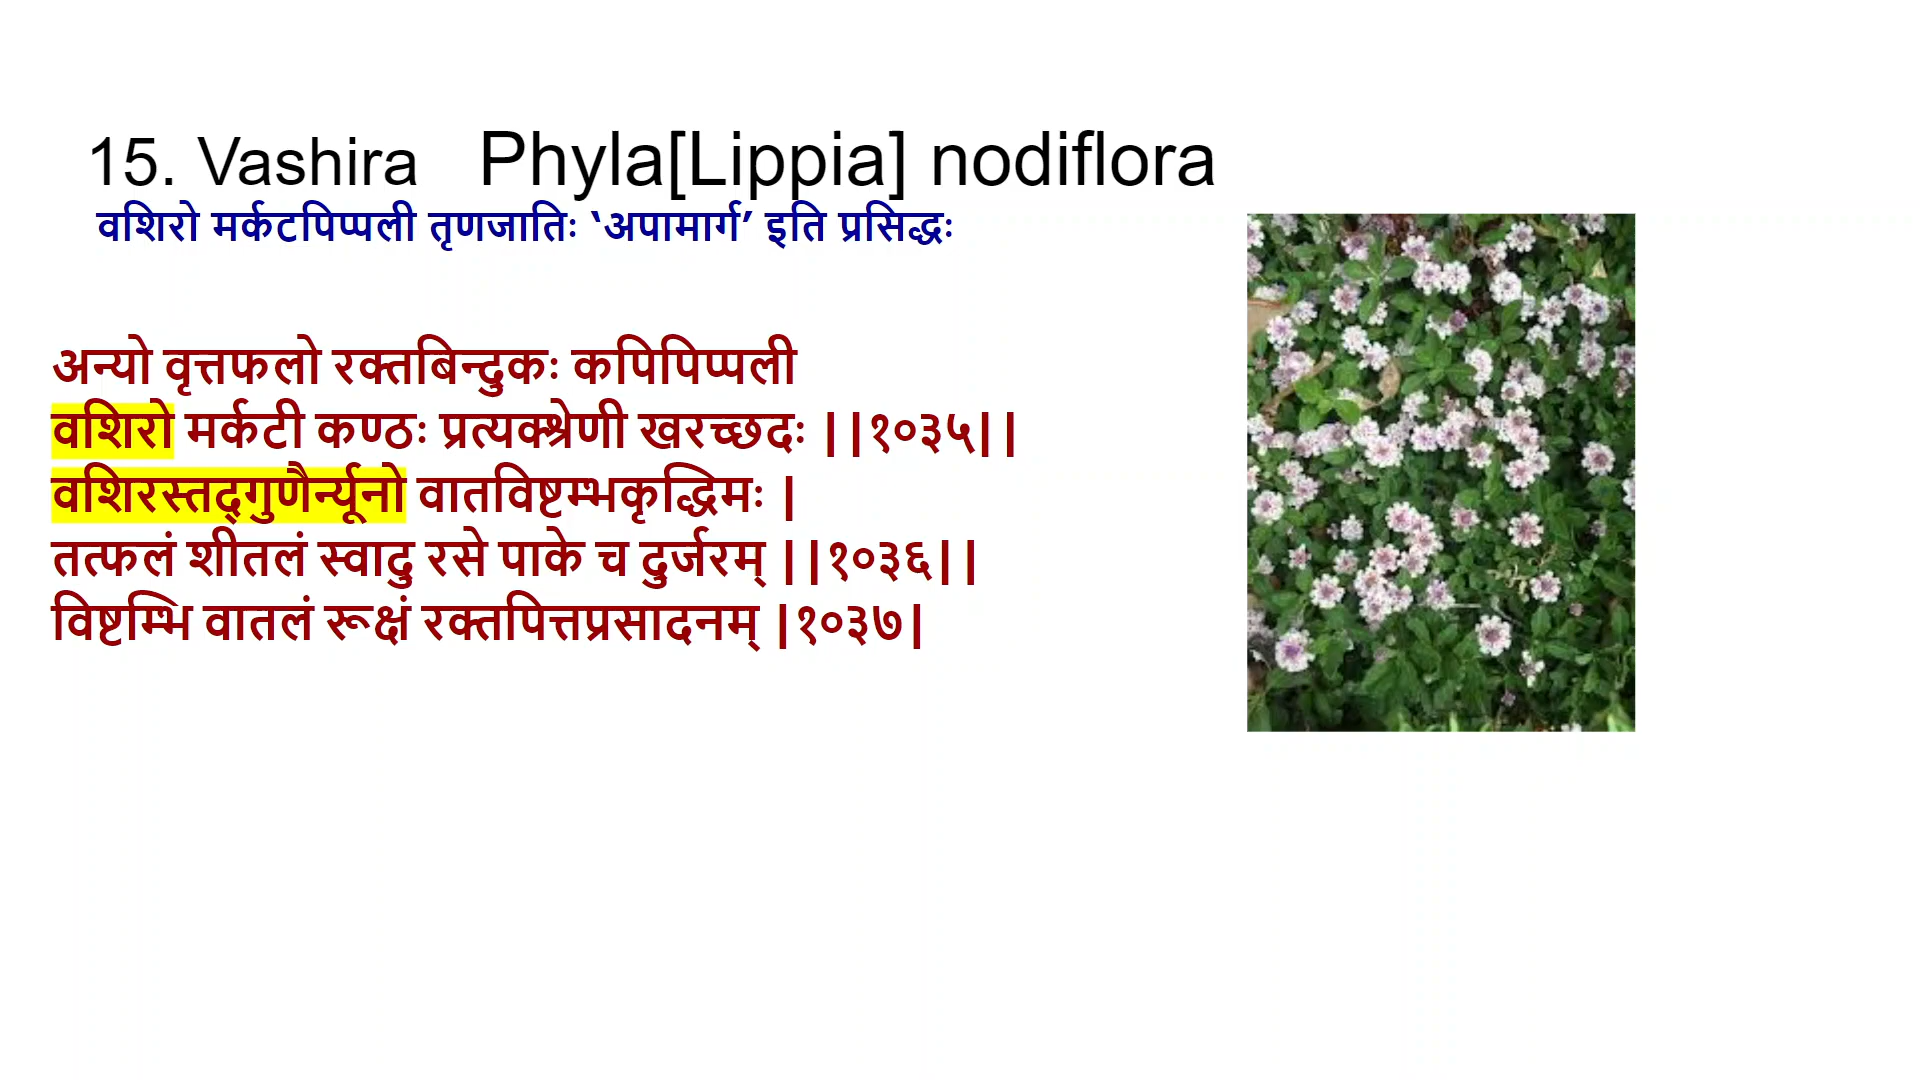 15. Vashira Phyla[Lippia] nodiflora
वशिरो मर्कटपिप्पली तृणजातिः ‘अपामार्ग’ इति प्रसिद्धः
अन्यो वृत्तफलो रक्तबिन्दुकः कपिपिप्पली
वशिरो मर्कटी कण्ठः प्रत्यक्श्रेणी खरच्छदः ||१०३५||
वशिरस्तद्गुणैर्न्यूनो वातविष्टम्भकृद्धिमः |
तत्फलं शीतलं स्वादु रसे पाके च दुर्जरम् ||१०३६||
विष्टम्भि वातलं रूक्षं रक्तपित्तप्रसादनम् |१०३७|